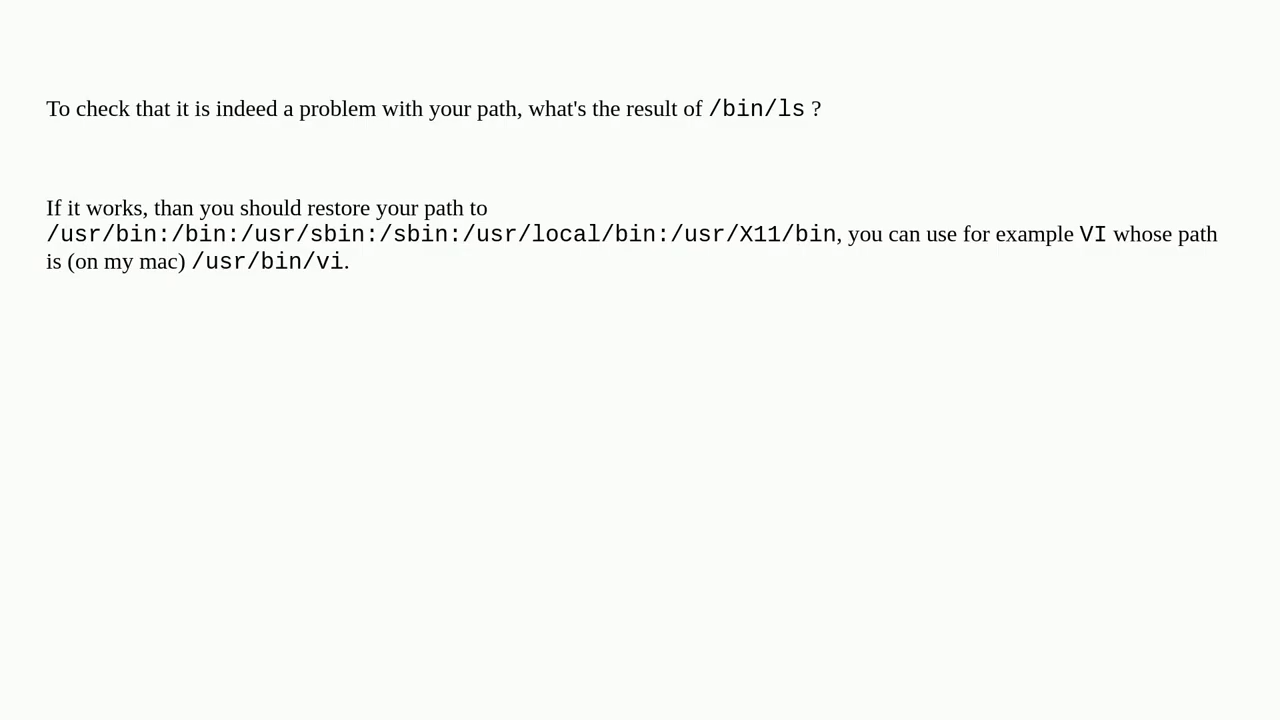 To check that it is indeed a problem with your path, what's the result of /bin/ls ?
If it works, than you should restore your path to
/usr/bin:/bin:/usr/sbin:/sbin:/usr/local/bin:/usr/X11/bin, you can use for example VI whose path
is (on my mac) /usr/bin/vi.